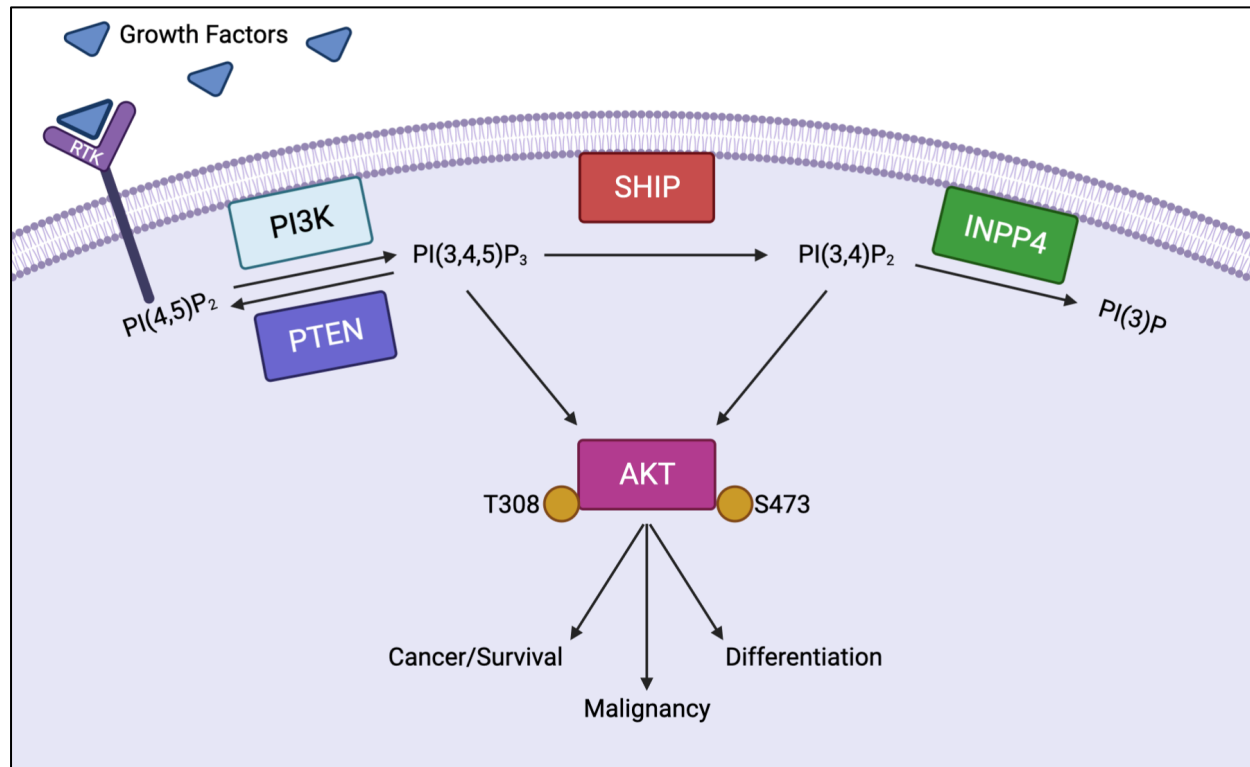 Growth Factors
RTK
PI3K
SHIP
INPP4
PI(4,5)P₂
PI(3,4,5)P₃
PI(3,4)P₂
PI(3)P
PTEN
AKT
T308
S473
Cancer/Survival
Differentiation
Malignancy